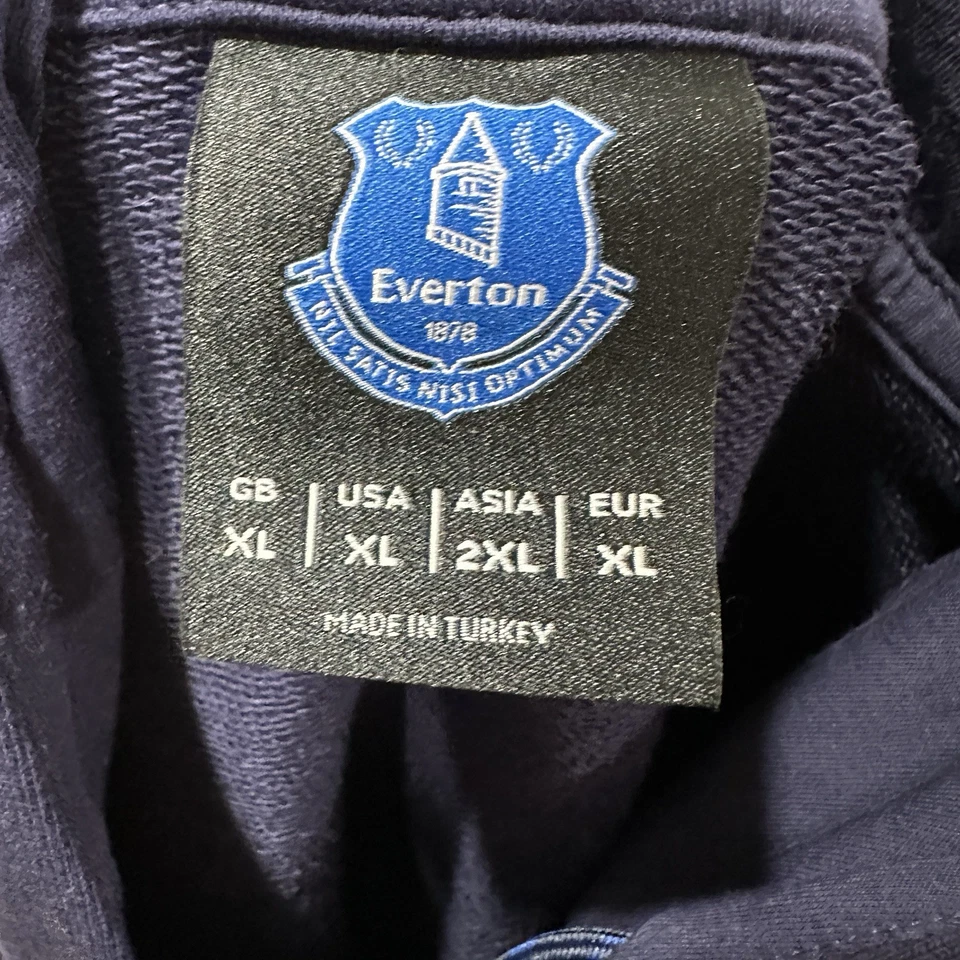 Everton
1878
NIL SATIS NISI OPTIMUM
GB | USA | ASIA | EUR
XL | XL | 2XL | XL
MADE IN TURKEY